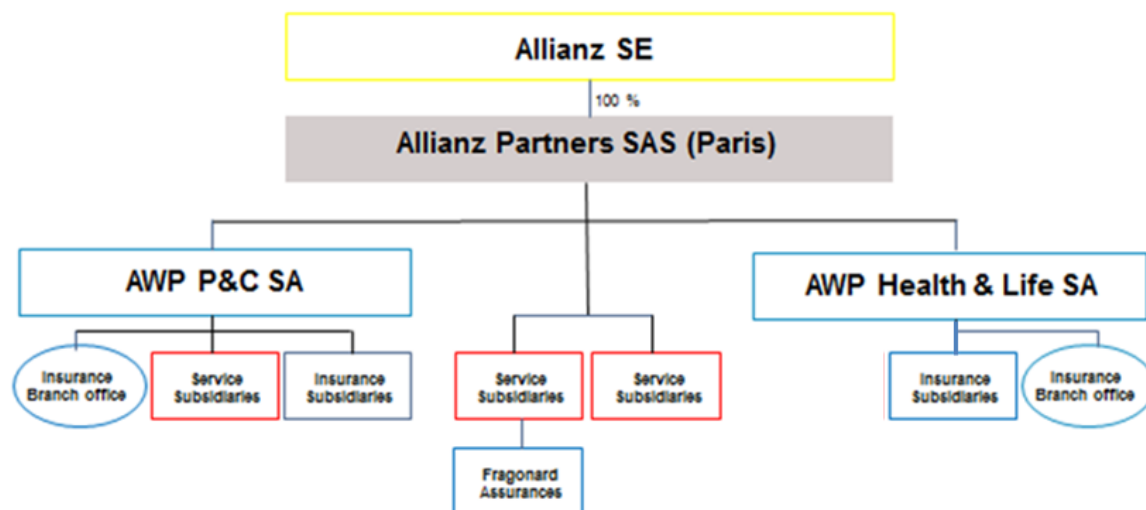 Allianz SE
100 %
Allianz Partners SAS (Paris)
AWP P&C SA
AWP Health & Life SA
Insurance
Branch office
Service
Subsidiaries
Insurance
Subsidiaries
Service
Subsidiaries
Service
Subsidiaries
Insurance
Subsidiaries
Insurance
Branch office
Fragonard
Assurances